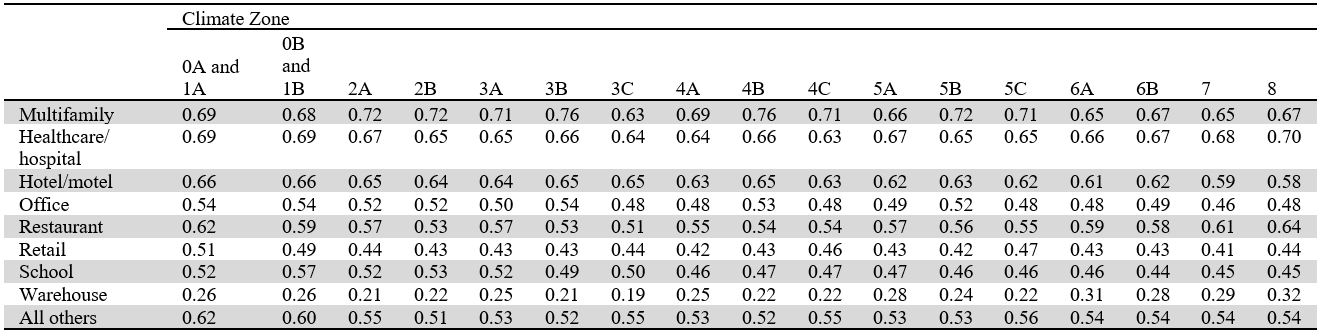 Climate Zone
0A and 1A 0B and 1B 2A 2B 3A 3B 3C 4A 4B 4C 5A 5B 5C 6A 6B 7 8
Multifamily 0.69 0.68 0.72 0.72 0.71 0.76 0.63 0.69 0.76 0.71 0.66 0.72 0.71 0.65 0.67 0.65 0.67
Healthcare/ 0.69 0.69 0.67 0.65 0.65 0.66 0.64 0.64 0.66 0.63 0.67 0.65 0.65 0.66 0.67 0.68 0.70
hospital
Hotel/motel 0.66 0.66 0.65 0.64 0.64 0.65 0.65 0.63 0.65 0.63 0.62 0.63 0.62 0.61 0.62 0.59 0.58
Office 0.54 0.54 0.52 0.52 0.50 0.54 0.48 0.48 0.53 0.48 0.49 0.52 0.48 0.48 0.49 0.46 0.48
Restaurant 0.62 0.59 0.57 0.53 0.57 0.53 0.51 0.55 0.54 0.54 0.57 0.56 0.55 0.59 0.58 0.61 0.64
Retail 0.51 0.49 0.44 0.43 0.43 0.43 0.44 0.42 0.43 0.46 0.43 0.42 0.47 0.43 0.43 0.41 0.44
School 0.52 0.57 0.52 0.53 0.52 0.49 0.50 0.46 0.47 0.47 0.47 0.46 0.46 0.46 0.44 0.45 0.45
Warehouse 0.26 0.26 0.21 0.22 0.25 0.21 0.19 0.25 0.22 0.22 0.28 0.24 0.22 0.31 0.28 0.29 0.32
All others 0.62 0.60 0.55 0.51 0.53 0.52 0.55 0.53 0.52 0.55 0.53 0.53 0.56 0.54 0.54 0.54 0.54